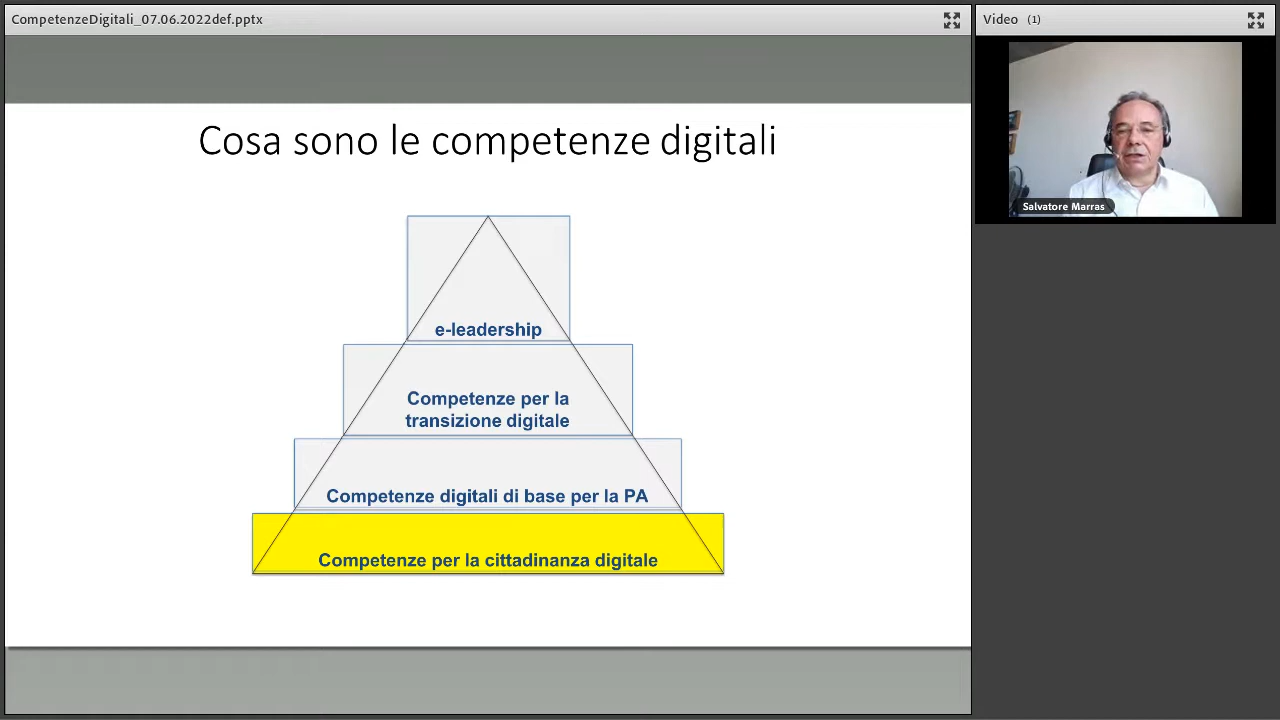 CompetenzeDigitali_07.06.2022def.pptx
Video (1)
Cosa sono le competenze digitali
e-leadership
Competenze per la
transizione digitale
Competenze digitali di base per la PA
Competenze per la cittadinanza digitale
Salvatore Marras